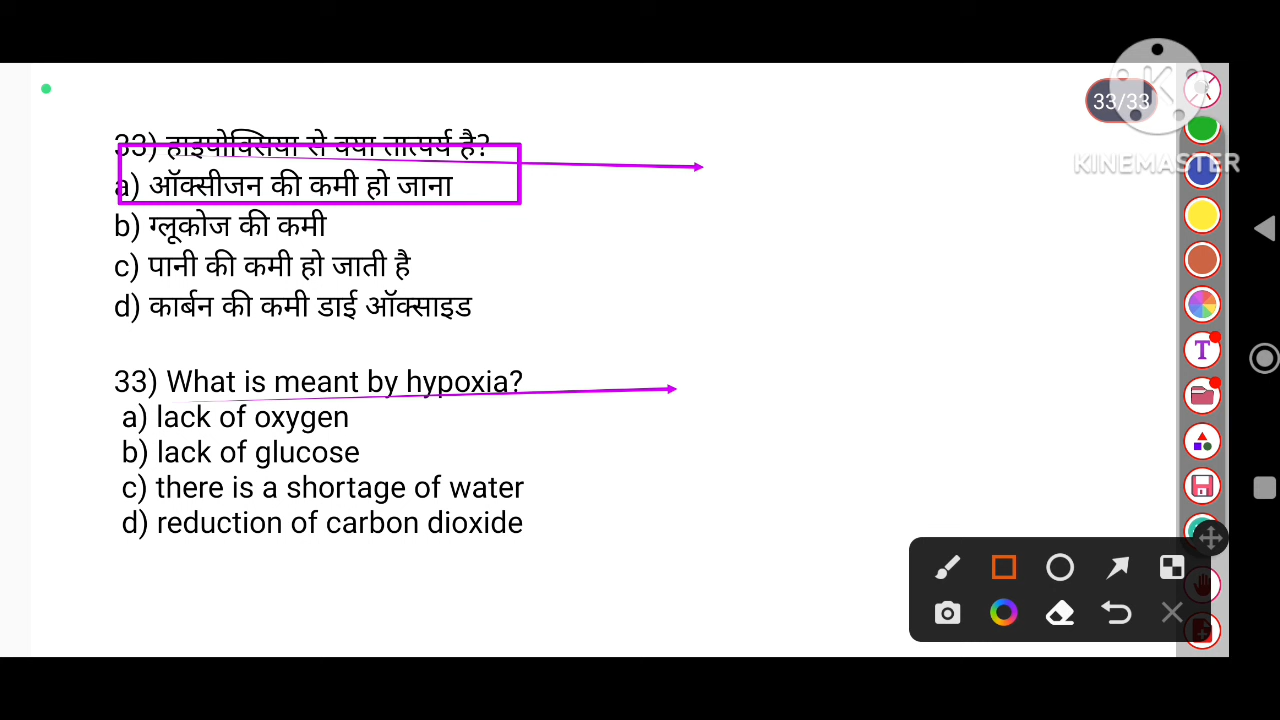 33/33
KINEMASTER
33) हाइपोक्सिया से क्या तात्पर्य है?
a) ऑक्सीजन की कमी हो जाना
b) ग्लूकोज की कमी
c) पानी की कमी हो जाती है
d) कार्बन की कमी डाई ऑक्साइड
33) What is meant by hypoxia?
a) lack of oxygen
b) lack of glucose
c) there is a shortage of water
d) reduction of carbon dioxide
T